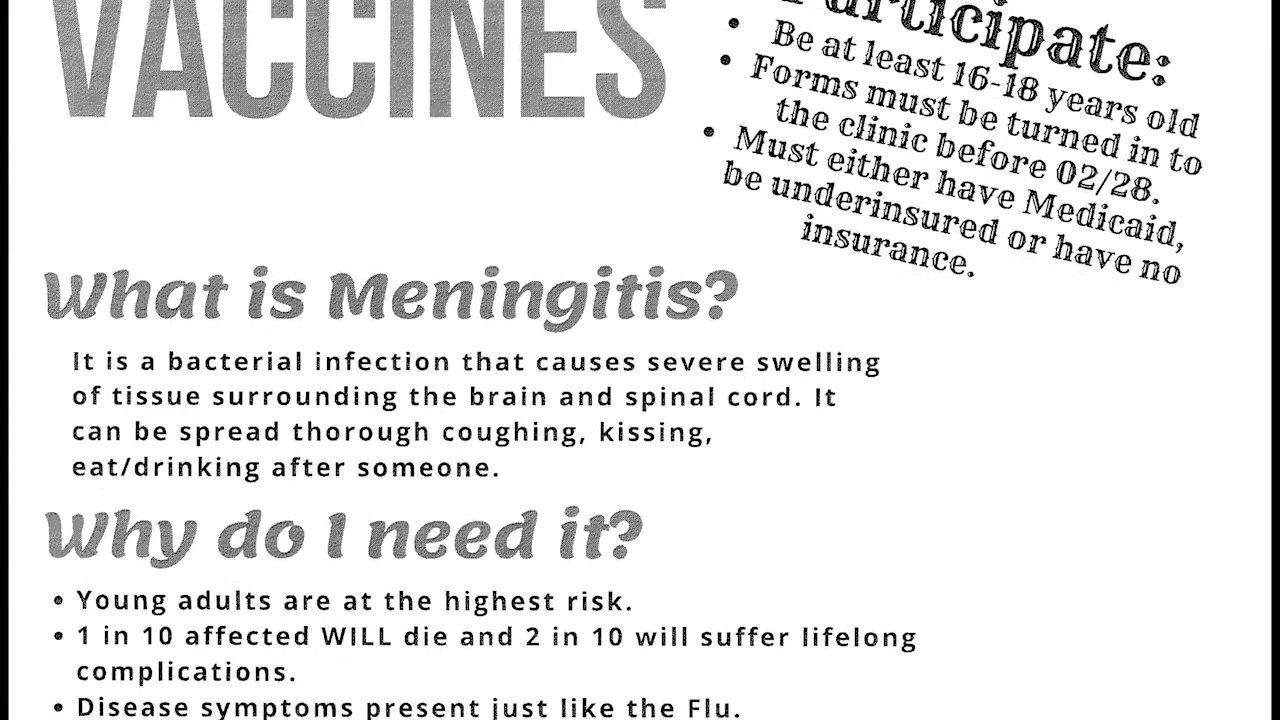 VACCINES
Participate:
• Be at least 16-18 years old
• Forms must be turned in to
the clinic before 02/28.
• Must either have Medicaid,
be underinsured or have no
insurance.
What is Meningitis?
It is a bacterial infection that causes severe swelling
of tissue surrounding the brain and spinal cord. It
can be spread thorough coughing, kissing,
eat/drinking after someone.
Why do I need it?
• Young adults are at the highest risk.
• 1 in 10 affected WILL die and 2 in 10 will suffer lifelong
complications.
• Disease symptoms present just like the Flu.